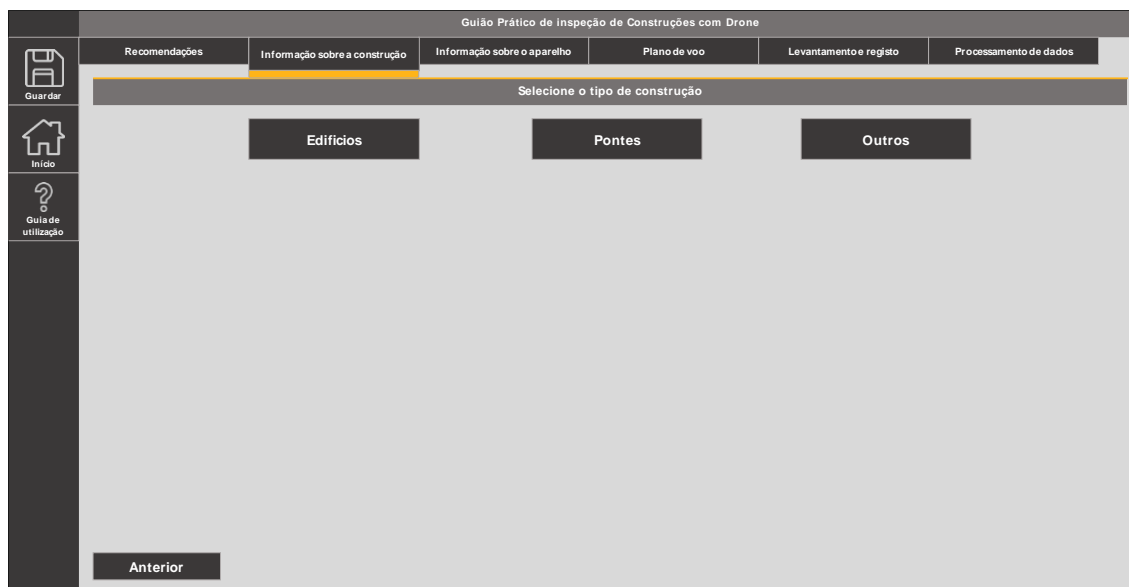 Guião Prático de inspeção de Construções com Drone
Recomendações
Informação sobre a construção
Informação sobre o aparelho
Plano de voo
Levantamento e registo
Processamento de dados
Guardar
Selecione o tipo de construção
Início
Edificios
Pontes
Outros
Guia de
utilização
Anterior